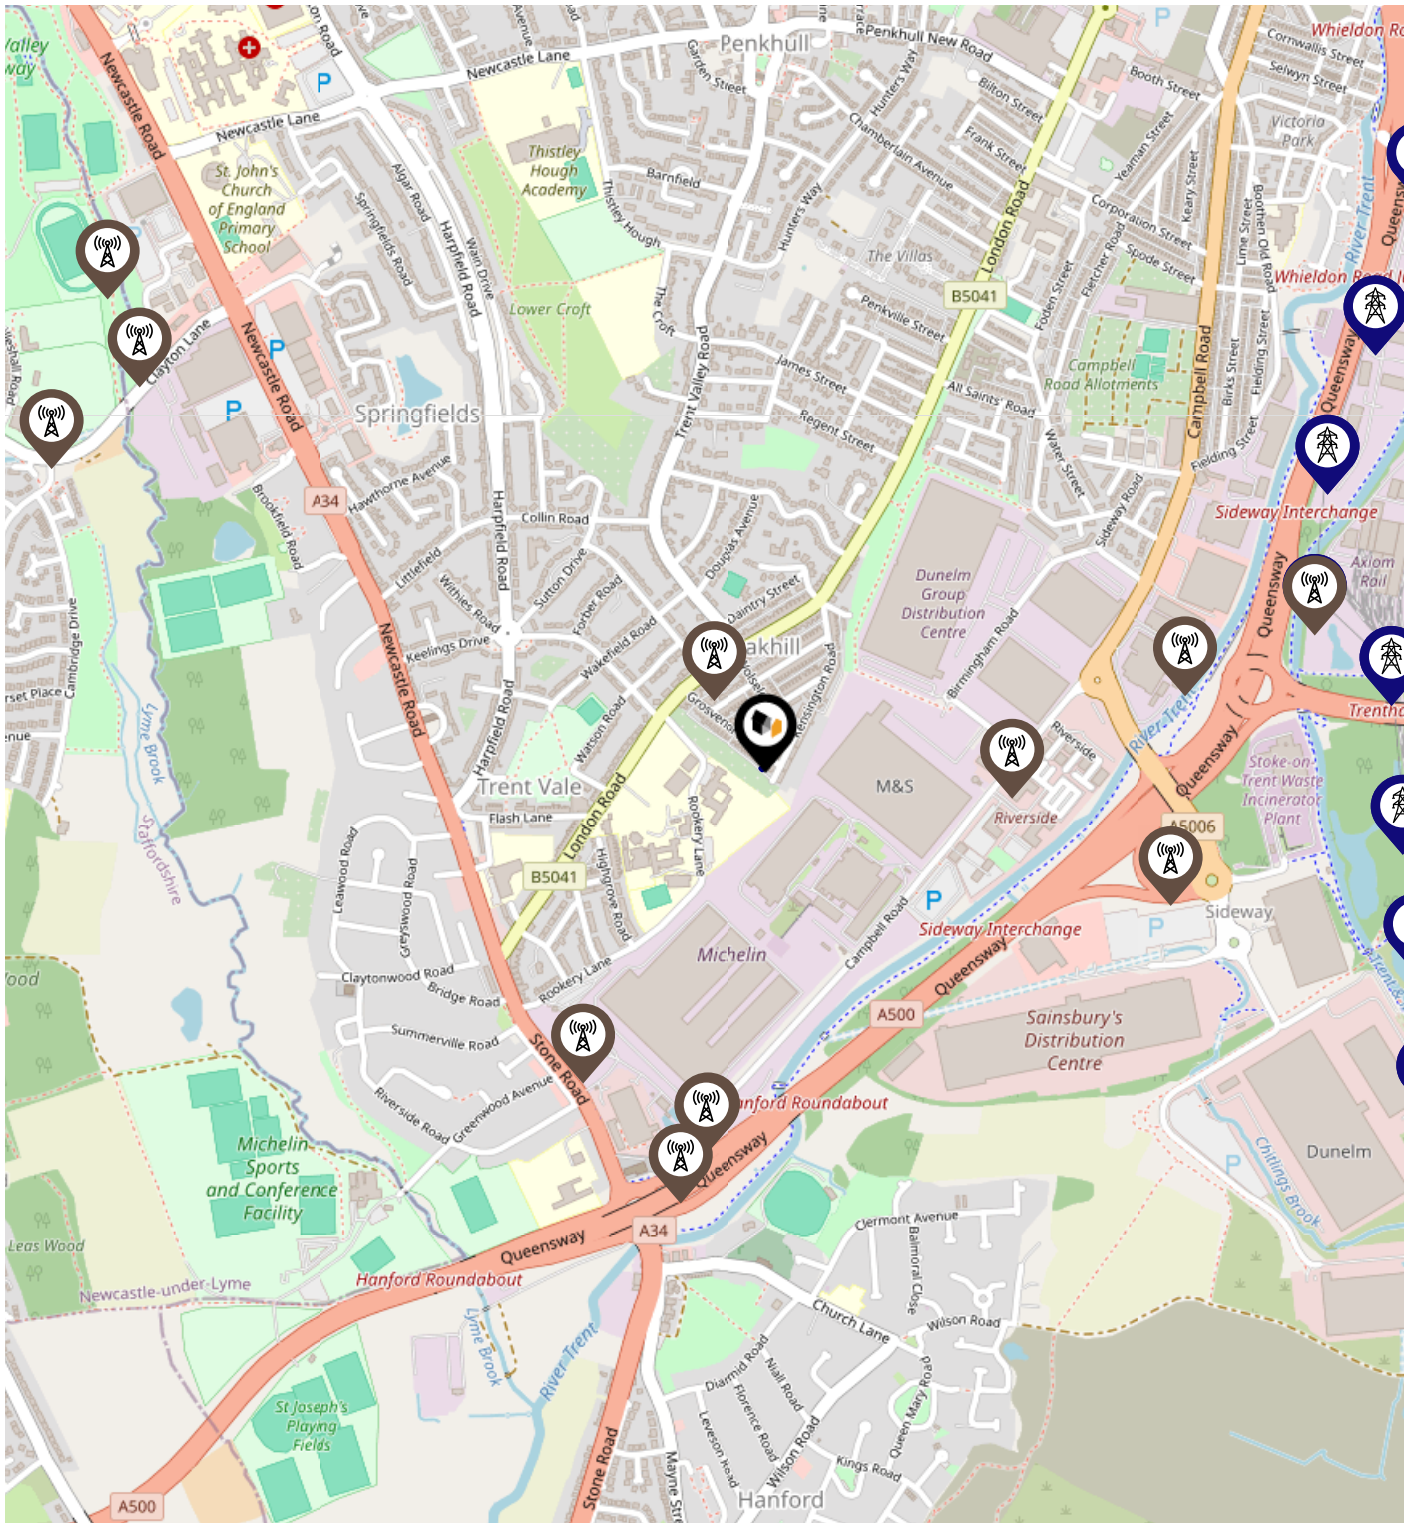 Penkhull
Penkhull New Road
Whieldon Ro
Cornwallis Street
Selwyn Street
Newcastle Road
Newcastle Lane
Garden Street
Hunters Way
Bilton Street
Booth Street
Victoria
Park
Newcastle Lane
Chamberlain Avenue
Frank Street
Yeaman Street
Valley
way
St. John's
Church
of England
Primary
School
Thistley
Hough
Academy
Barnfield
Algar Road
Springfields Road
Harpfield Road
Wain Drive
Thistley Hough
Hunters Way
The Villas
London Road
Corporation Street
Spode Street
Keary Street
Lime Street
Boothen Old Road
River Trent
Queensway
Fletcher Road
Foden Street
Whieldon Road
B5041
Lower Croft
The Croft
Penkville Street
James Street
Regent Street
All Saints' Road
Campbell
Road Allotments
Campbell Road
Birks Street
Fielding Street
Fielding Street
Queensway
Clayton Lane
Newcastle Road
Springfields
Trent Valley Road
Water Street
Sideway Road
Sideway Interchange
A34
Hawthorne Avenue
Brookfield Road
Harpfield Road
Collin Road
Douglas Avenue
Daintry Street
Littlefield
Withies Road
Sutton Drive
Forber Road
Wakefield Road
Keelings Drive
Dunelm
Group
Distribution
Centre
Axiom
Rail
Queensway
Cambridge Drive
Newcastle Road
Birmingham Road
Lyme Brook
Harpfield Road
Watson Road
River Trent
Riverside
Queensway
Stoke-on-
Trent Waste
Incinerator
Plant
Trent Vale
M&S
Riverside
A5006
Flash Lane
London Road
Rookery Lane
Staffordshire
Leawood Road
Greyswood Road
Highgrove Road
B5041
Campbell Road
Sideway
Sideway Interchange
Michelin
Queensway
Claytonwood Road
Bridge Road
Rookery Lane
A500
Sainsbury's
Distribution
Centre
Summerville Road
Stone Road
Riverside Road
Greenwood Avenue
anford Roundabout
Michelin
Sports
and Conference
Facility
Queensway
Dunelm
Chitlings Brook
Leas Wood
A34
Clermont Avenue
Balmoral Close
Queensway
Hanford Roundabout
Newcastle-under-Lyme
Lyme Brook
River Trent
Church Lane
Wilson Road
Diarmid Road
Niall Road
Florence Road
Leveson Road
Queen Mary Road
St Joseph's
Playing
Fields
Stone Road
Wilson Road
Kings Road
Hanford
A500